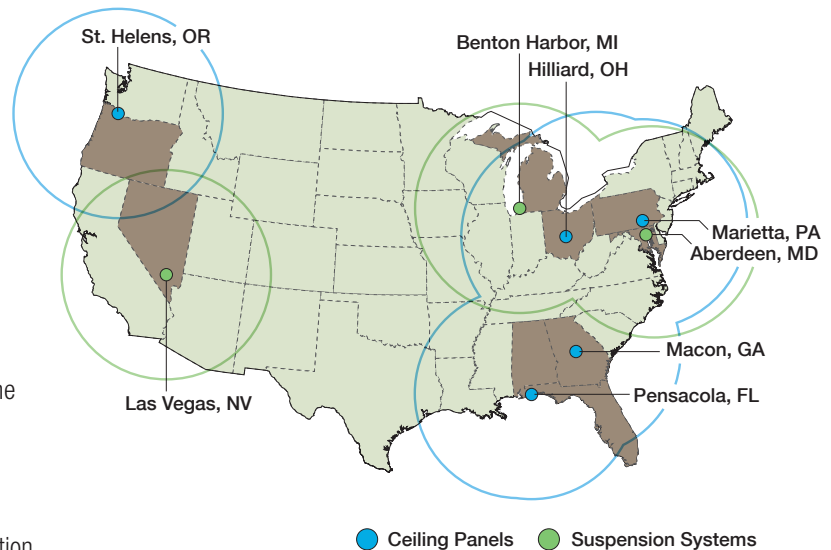 St. Helens, OR
Benton Harbor, MI
Hilliard, OH
Marietta, PA
Aberdeen, MD
Macon, GA
Pensacola, FL
Las Vegas, NV
Ceiling Panels
Suspension Systems